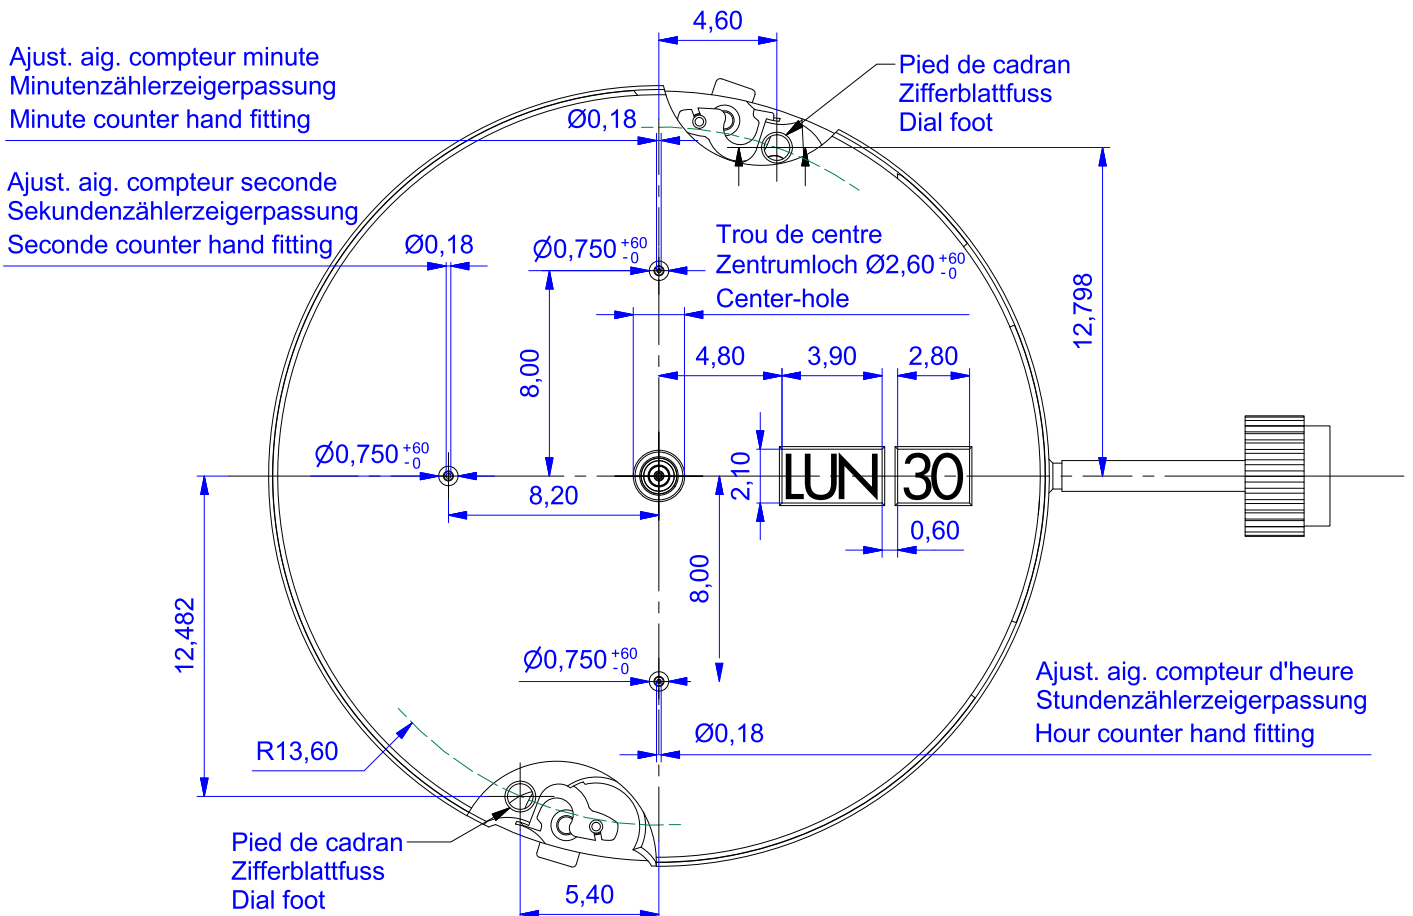 4,60
Ajust. aig. compteur minute
Minutenzählerzeigerpassung
Minute counter hand fitting
Ø0,18
Pied de cadran
Zifferblattfuss
Dial foot
Ajust. aig. compteur seconde
Sekundenzählerzeigerpassung
Seconde counter hand fitting
Ø0,18
Ø0,750 +60 -0
Trou de centre
Zentrumloch Ø2,60 +60 -0
Center-hole
12,798
8,00
4,80
3,90
2,80
Ø0,750 +60 -0
2,10
LUN
30
8,20
0,60
8,00
12,482
Ø0,750 +60 -0
Ajust. aig. compteur d'heure
Stundenzählerzeigerpassung
Hour counter hand fitting
Ø0,18
R13,60
Pied de cadran
Zifferblattfuss
Dial foot
5,40